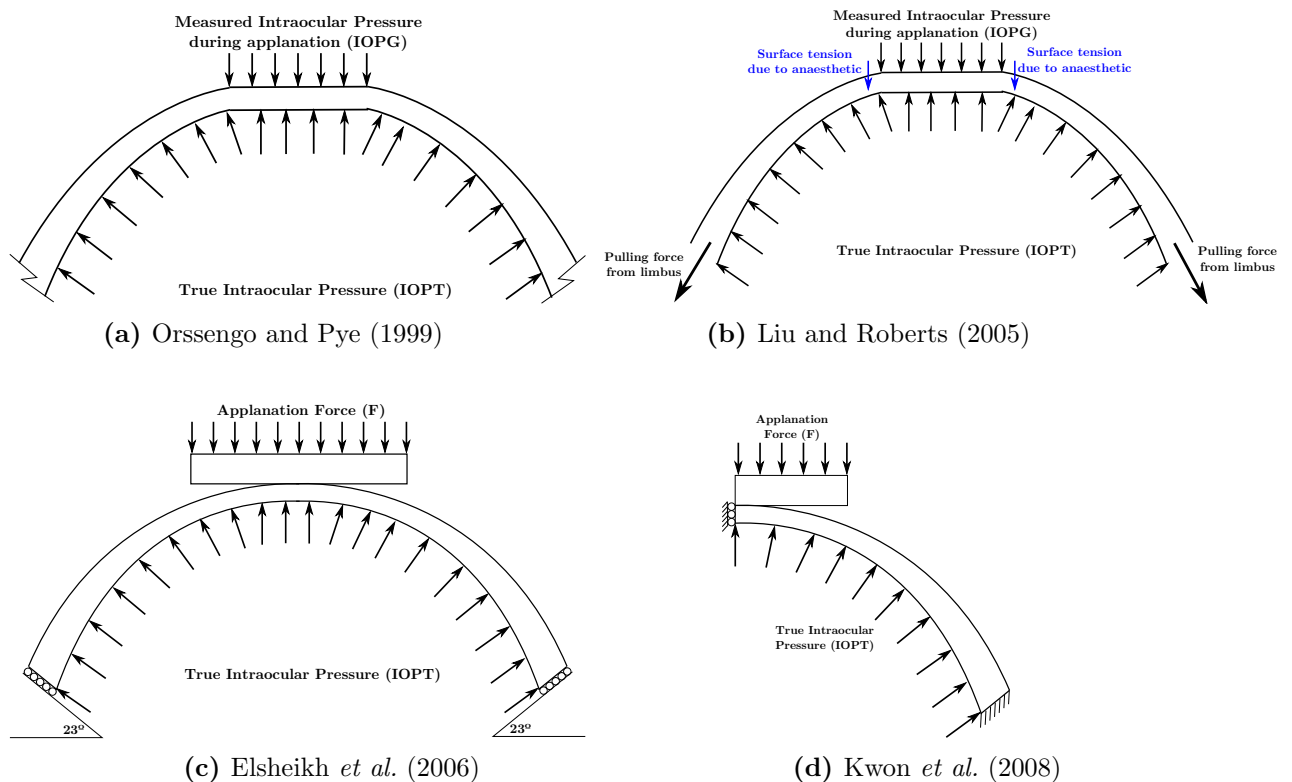 Measured Intraocular Pressure
during applanation (IOPG)
True Intraocular Pressure (IOPT)
(a) Orssengo and Pye (1999)
Measured Intraocular Pressure
during applanation (IOPG)
Surface tension
due to anaesthetic
Surface tension
due to anaesthetic
True Intraocular Pressure (IOPT)
Pulling force
from limbus
Pulling force
from limbus
(b) Liu and Roberts (2005)
Applanation Force (F)
True Intraocular Pressure (IOPT)
23º
23º
(c) Elsheikh et al. (2006)
Applanation
Force (F)
True Intraocular
Pressure (IOPT)
(d) Kwon et al. (2008)